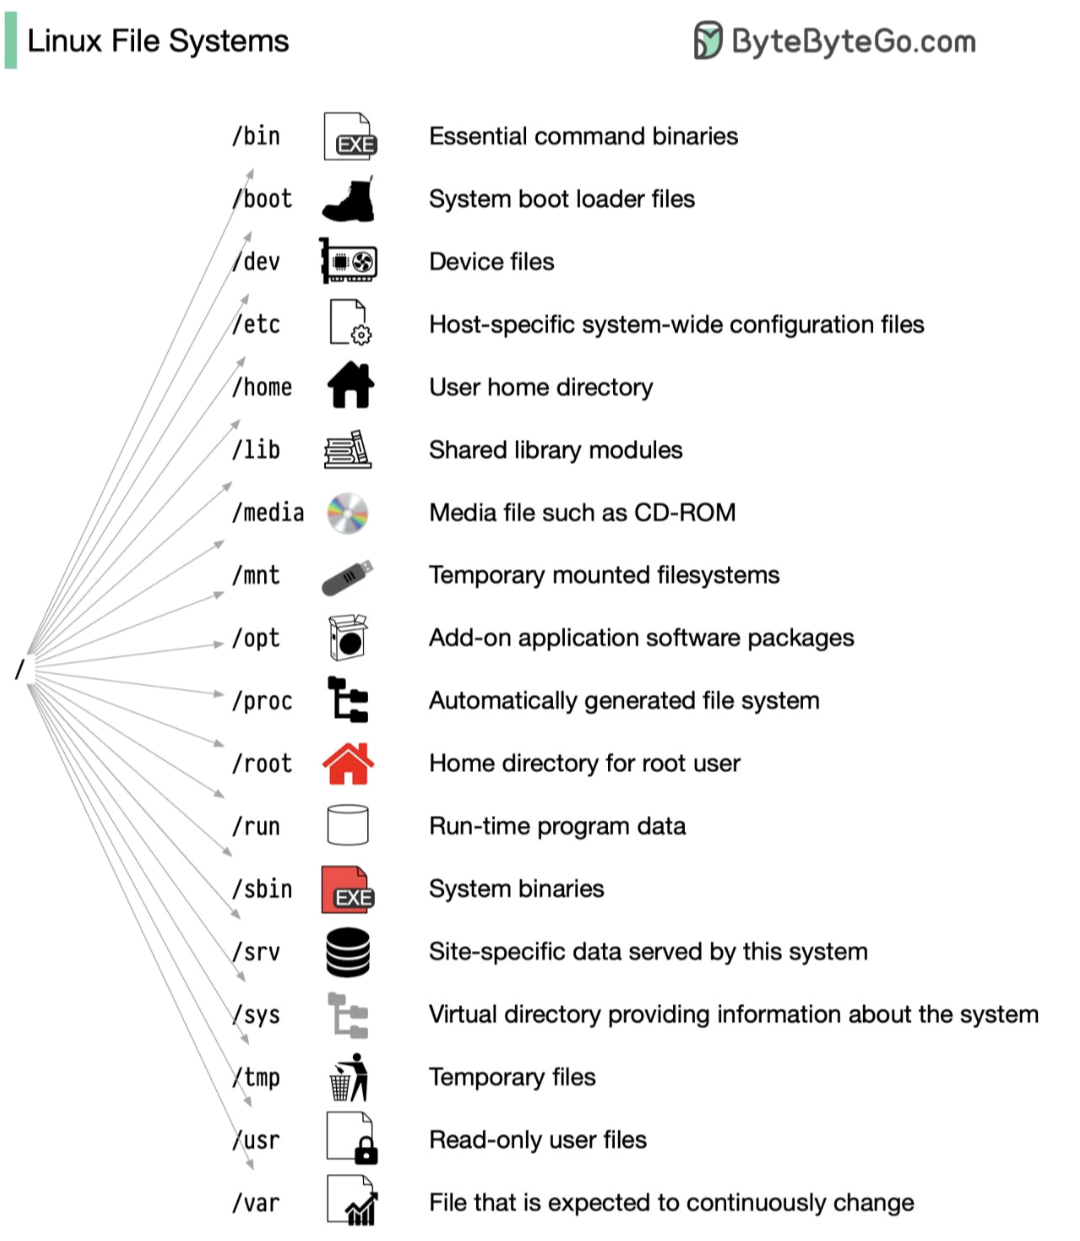 Linux File Systems
ByteByteGo.com
/bin EXE Essential command binaries
/boot System boot loader files
/dev Device files
/etc Host-specific system-wide configuration files
/home User home directory
/lib Shared library modules
/media Media file such as CD-ROM
/mnt Temporary mounted filesystems
/opt Add-on application software packages
/
/proc Automatically generated file system
/root Home directory for root user
/run Run-time program data
/sbin EXE System binaries
/srv Site-specific data served by this system
/sys Virtual directory providing information about the system
/tmp Temporary files
/usr Read-only user files
/var File that is expected to continuously change